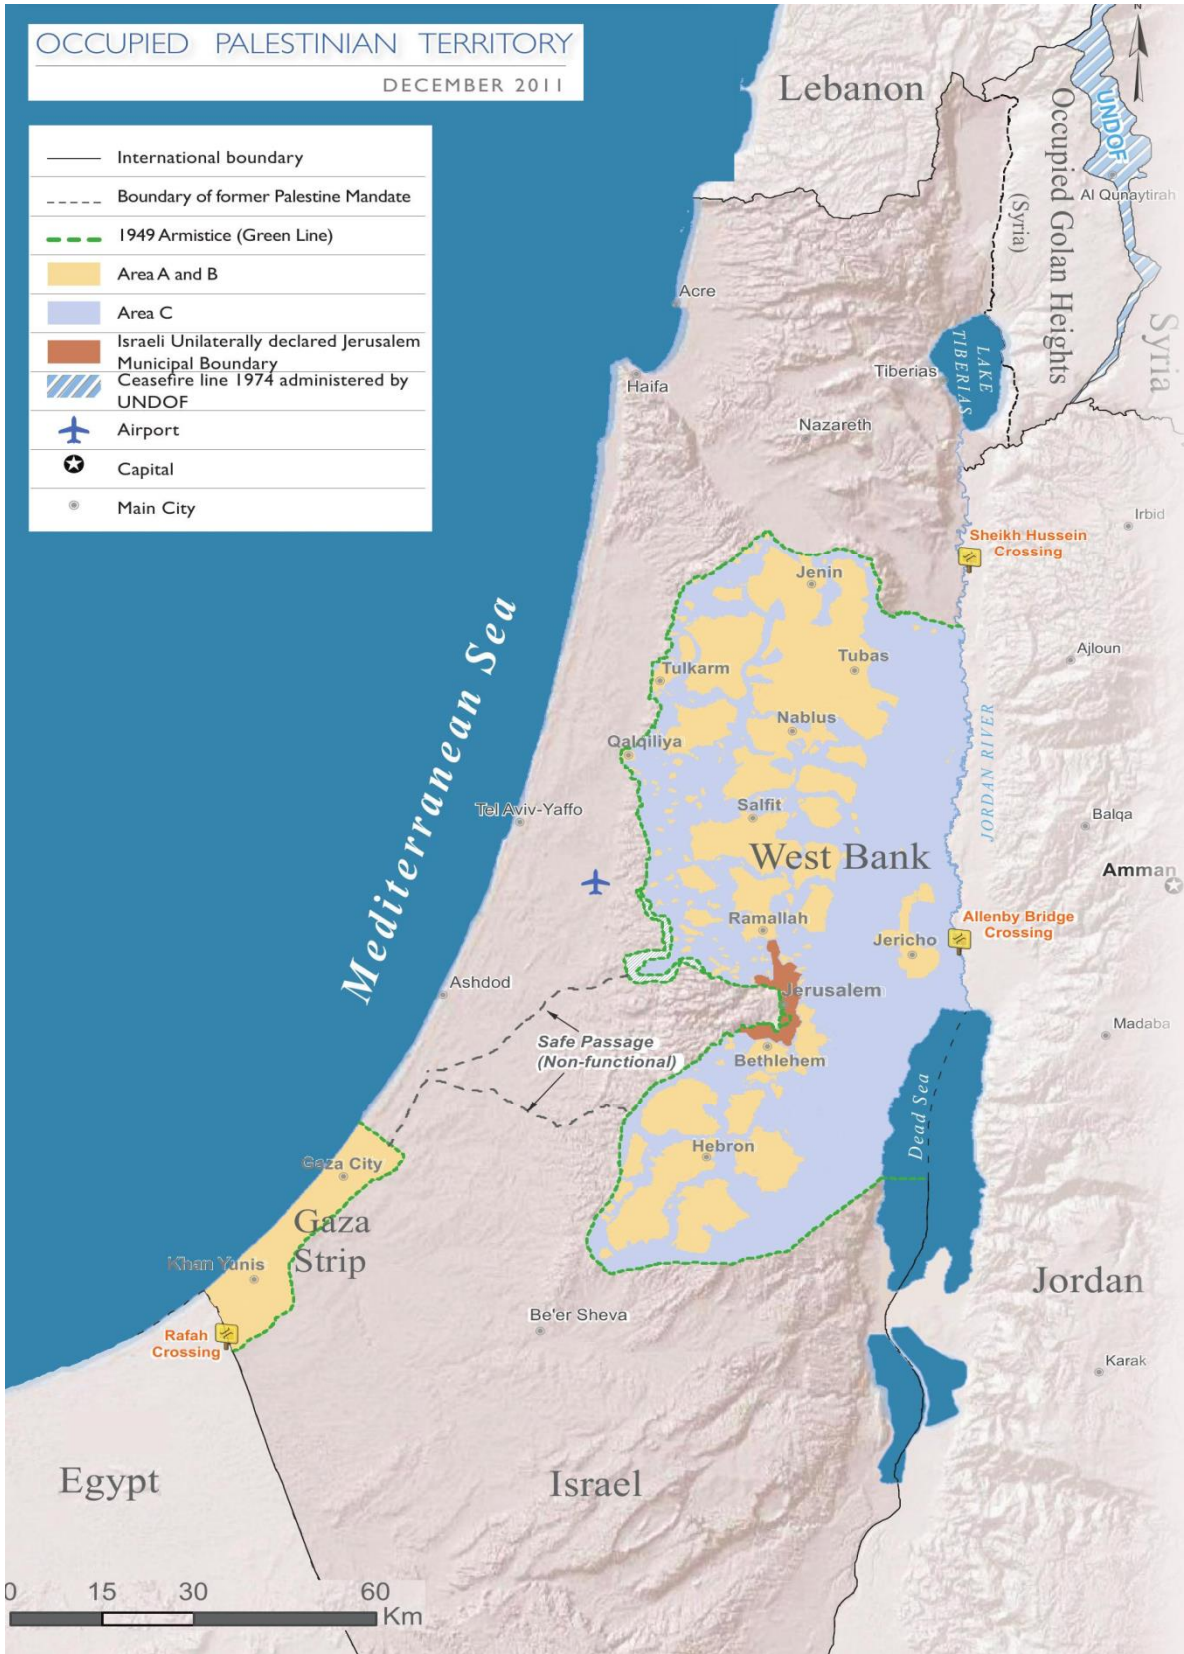 OCCUPIED PALESTINIAN TERRITORY
DECEMBER 2011
International boundary
Boundary of former Palestine Mandate
1949 Armistice (Green Line)
Area A and B
Area C
Israeli Unilaterally declared Jerusalem
Municipal Boundary
Ceasefire line 1974 administered by
UNDOF
Airport
Capital
Main City
N
Lebanon
UNDOF
Al Qunaytirah
Occupied Golan Heights
(Syria)
Syria
Acre
Haifa
Tiberias
LAKE
TIBERIAS
Nazareth
Irbid
Sheikh Hussein
Crossing
Jenin
Mediterranean Sea
Tulkarm
Tubas
Ajloun
Nablus
Qalqiliya
JORDAN RIVER
Tel Aviv-Yaffo
Salfit
Balqa
West Bank
Amman
Ramallah
Allenby Bridge
Crossing
Jericho
Ashdod
Jerusalem
Madaba
Safe Passage
(Non-functional)
Bethlehem
Dead Sea
Hebron
Gaza City
Gaza
Strip
Khan Yunis
Jordan
Be'er Sheva
Rafah
Crossing
Karak
Egypt
Israel
0 15 30 60
Km